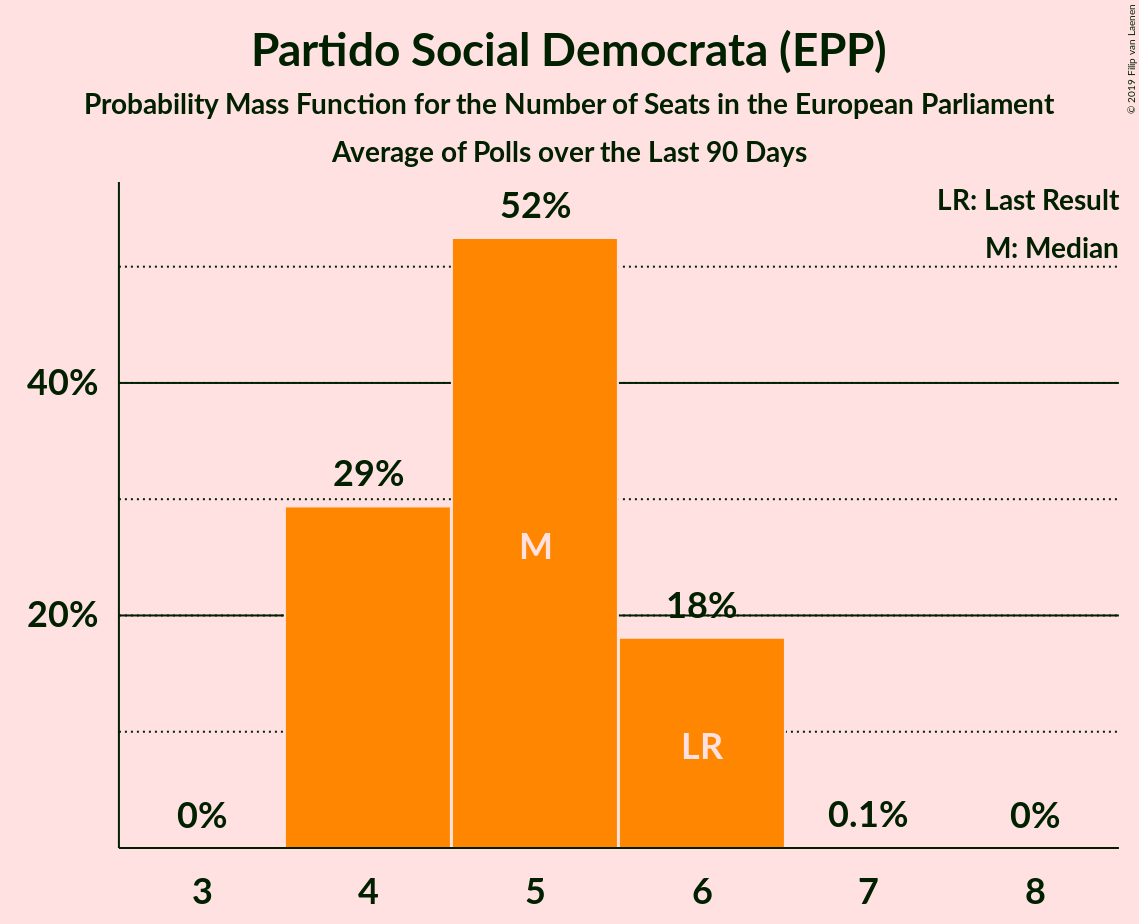 Partido Social Democrata (EPP)
Probability Mass Function for the Number of Seats in the European Parliament
Average of Polls over the Last 90 Days
© 2019 Filip van Laenen
LR: Last Result
M: Median
52%
40%
29%
M
20%
18%
LR
0%
0.1%
0%
3 4 5 6 7 8